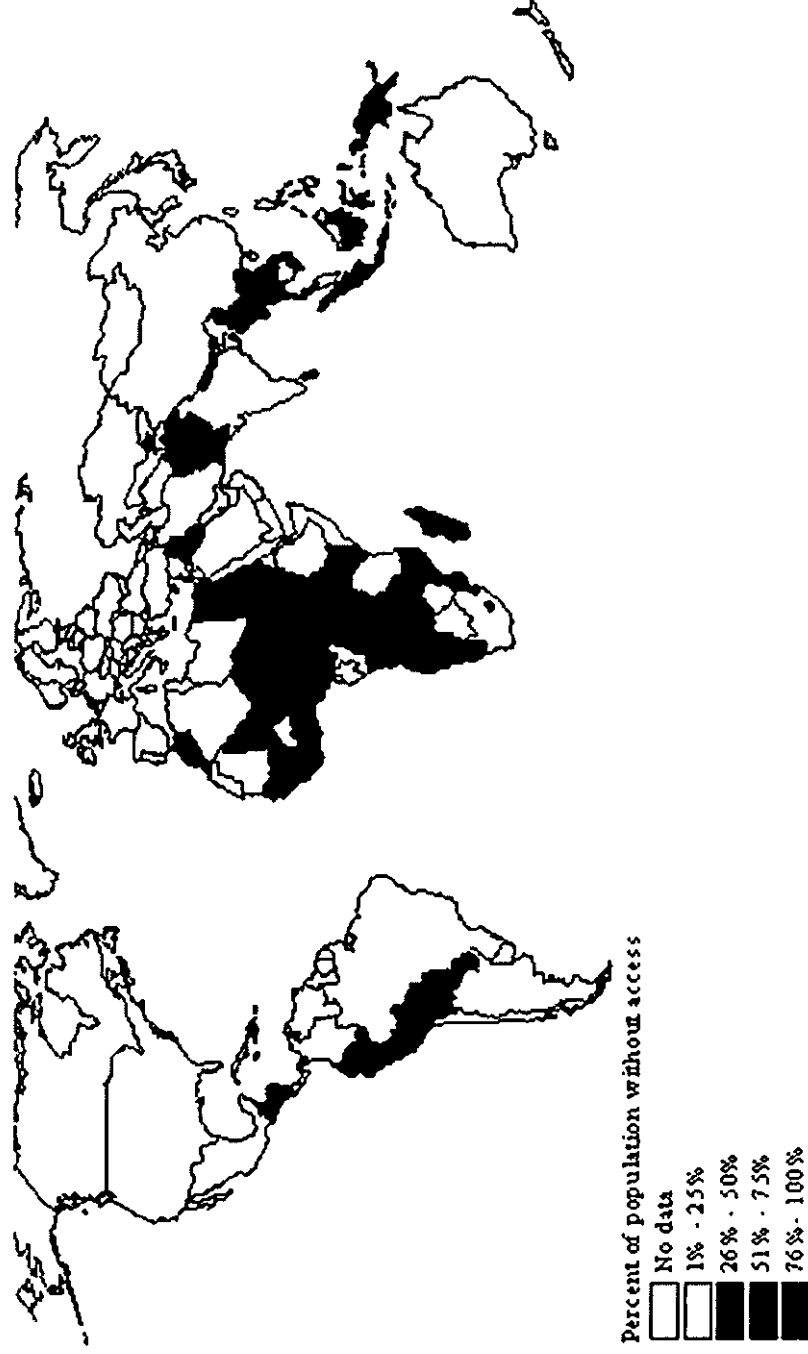 Percent of population without access
No data
1% - 25%
26% - 50%
51% - 75%
76% - 100%